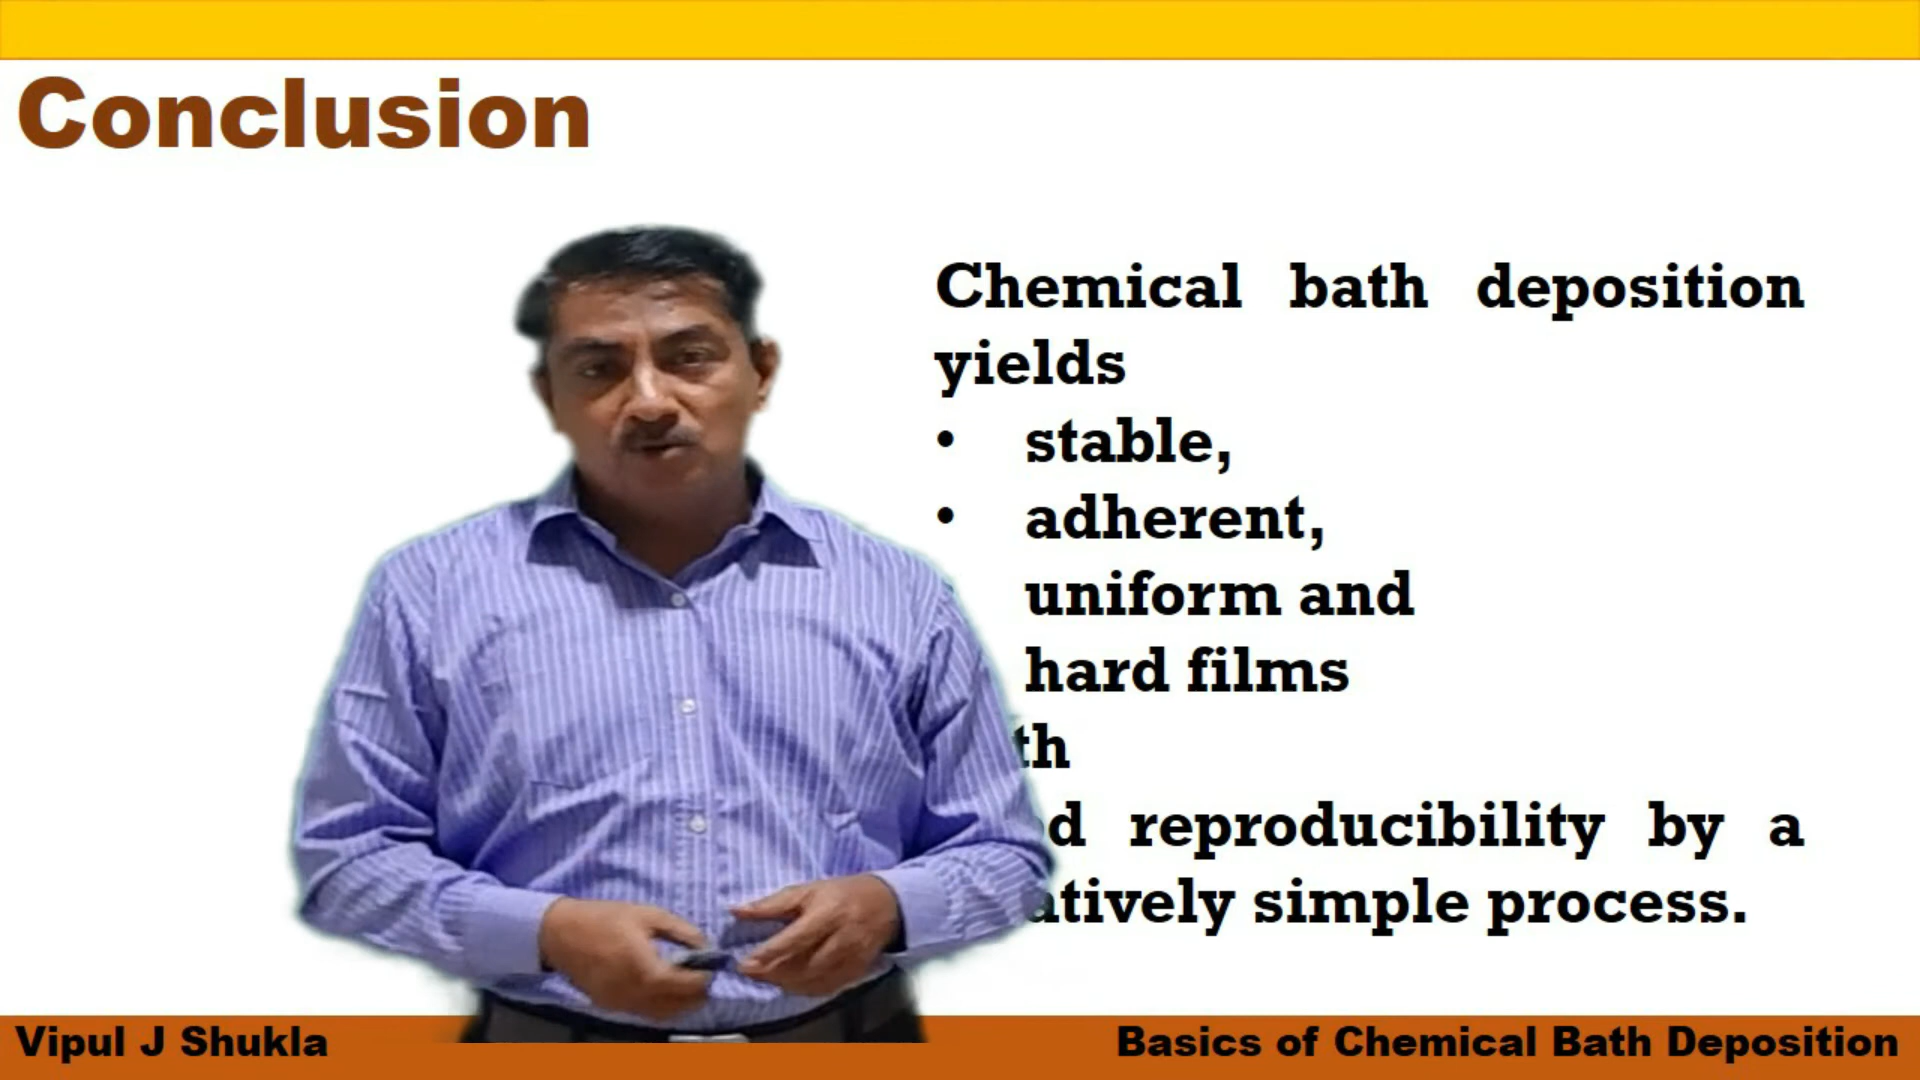 Conclusion
Chemical bath deposition
yields
• stable,
• adherent,
uniform and
hard films
th
d reproducibility by a
atively simple process.
Vipul J Shukla
Basics of Chemical Bath Deposition